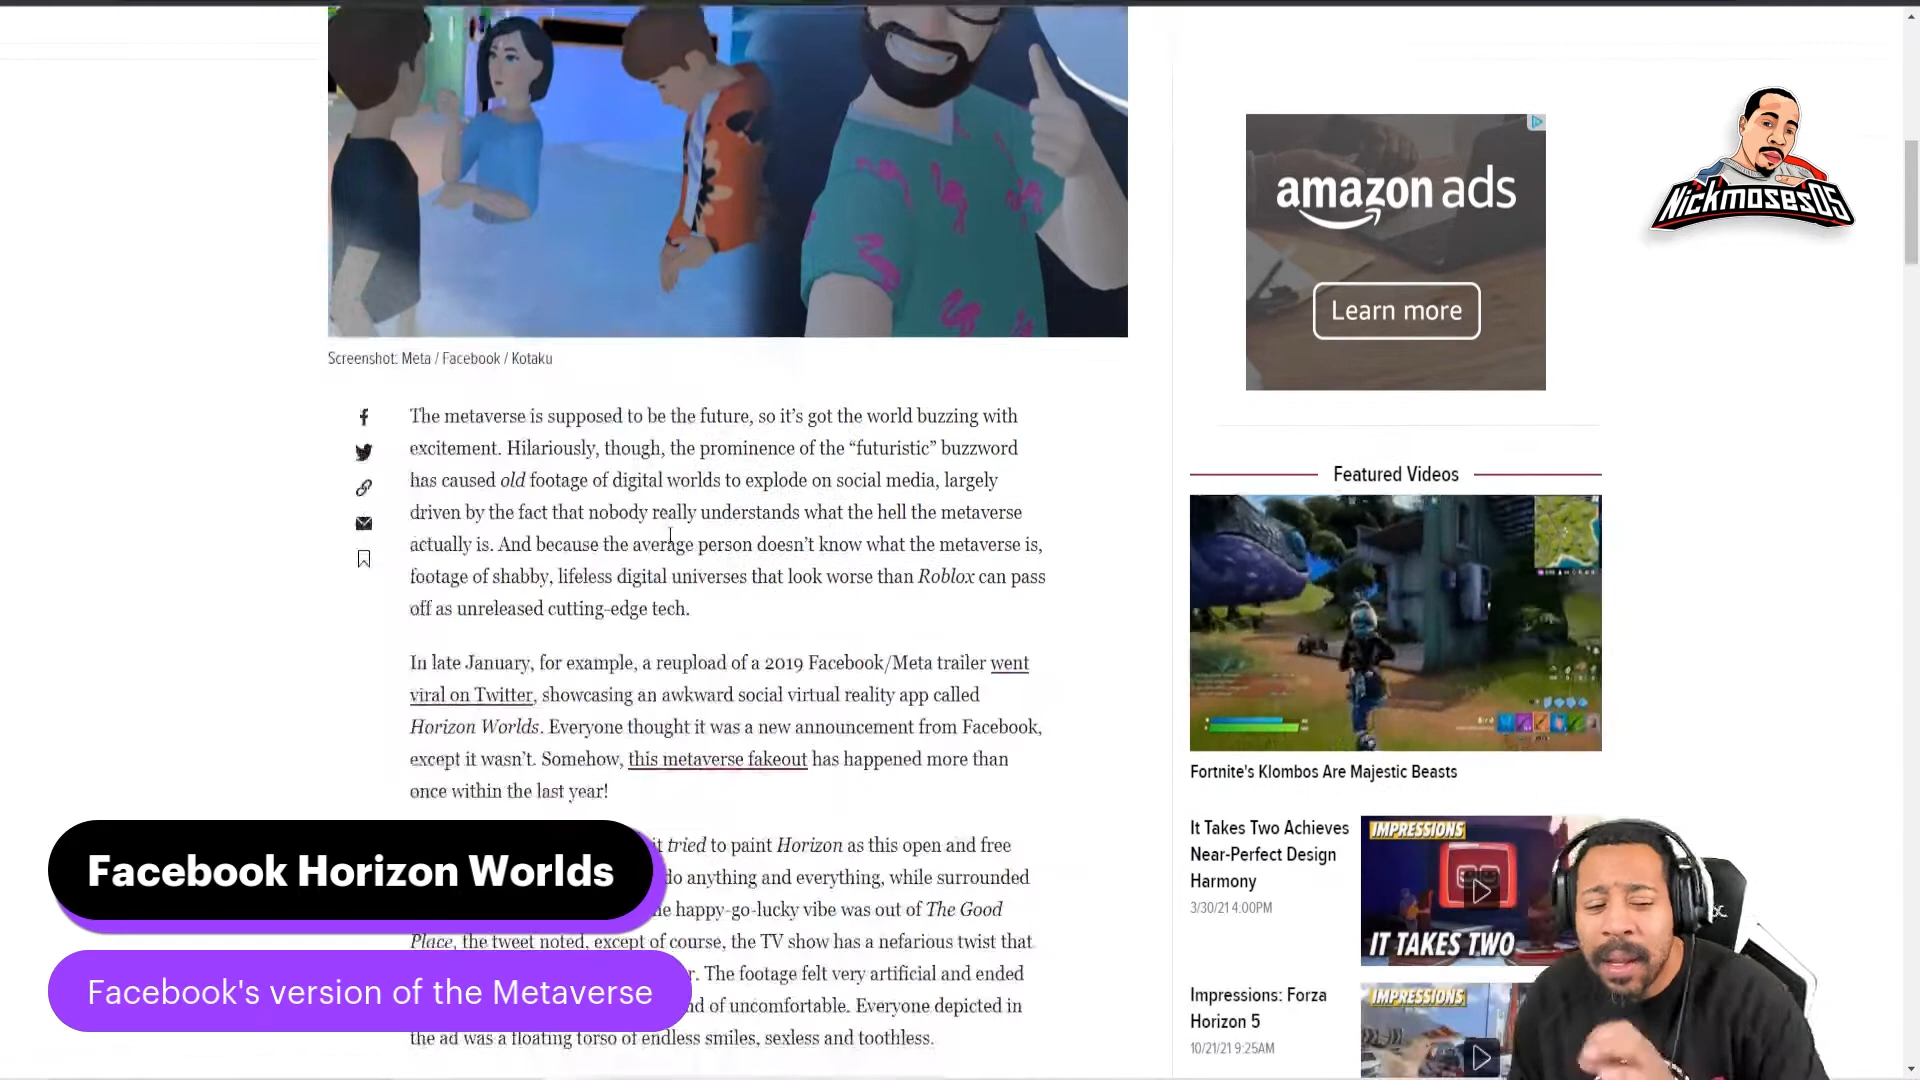 Nickmoses05
amazon ads
Learn more
Screenshot: Meta / Facebook / Kotaku
The metaverse is supposed to be the future, so it’s got the world buzzing with
excitement. Hilariously, though, the prominence of the “futuristic” buzzword
has caused old footage of digital worlds to explode on social media, largely
driven by the fact that nobody really understands what the hell the metaverse
actually is. And because the average person doesn’t know what the metaverse is,
footage of shabby, lifeless digital universes that look worse than Roblox can pass
off as unreleased cutting-edge tech.
In late January, for example, a reupload of a 2019 Facebook/Meta trailer went
viral on Twitter, showcasing an awkward social virtual reality app called
Horizon Worlds. Everyone thought it was a new announcement from Facebook,
except it wasn’t. Somehow, this metaverse fakeout has happened more than
once within the last year!
it tried to paint Horizon as this open and free
do anything and everything, while surrounded
happy-go-lucky vibe was out of The Good
Place, the tweet noted, except of course, the TV show has a nefarious twist that
The footage felt very artificial and ended
of uncomfortable. Everyone depicted in
the ad was a floating torso of endless smiles, sexless and toothless.
Facebook Horizon Worlds
Facebook's version of the Metaverse
Featured Videos
Fortnite's Klombos Are Majestic Beasts
It Takes Two Achieves
Near-Perfect Design
Harmony
3/30/21 4:00PM
IMPRESSIONS
IT TAKES TWO
Impressions: Forza
Horizon 5
10/21/21 9:25AM
IMPRESSIONS